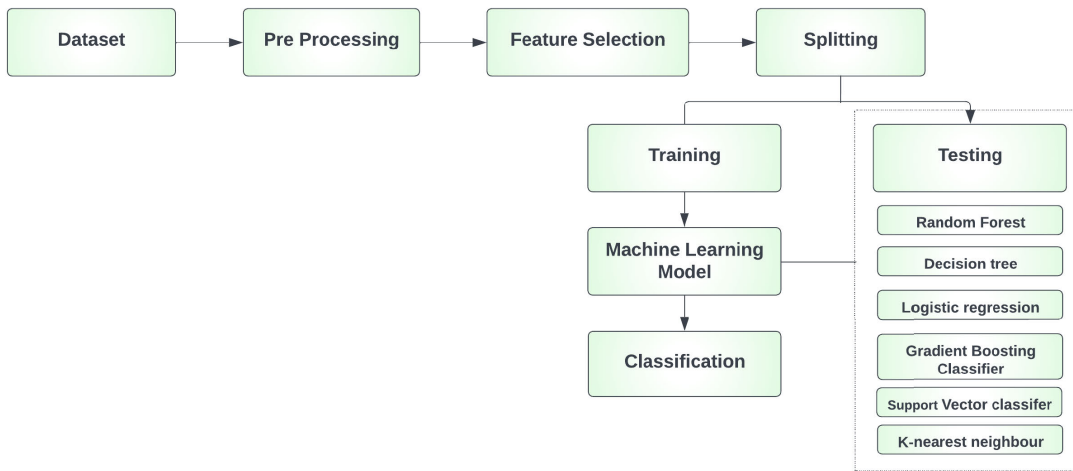 Dataset
Pre Processing
Feature Selection
Splitting
Training
Testing
Machine Learning
Model
Classification
Random Forest
Decision tree
Logistic regression
Gradient Boosting
Classifier
Support Vector classifer
K-nearest neighbour